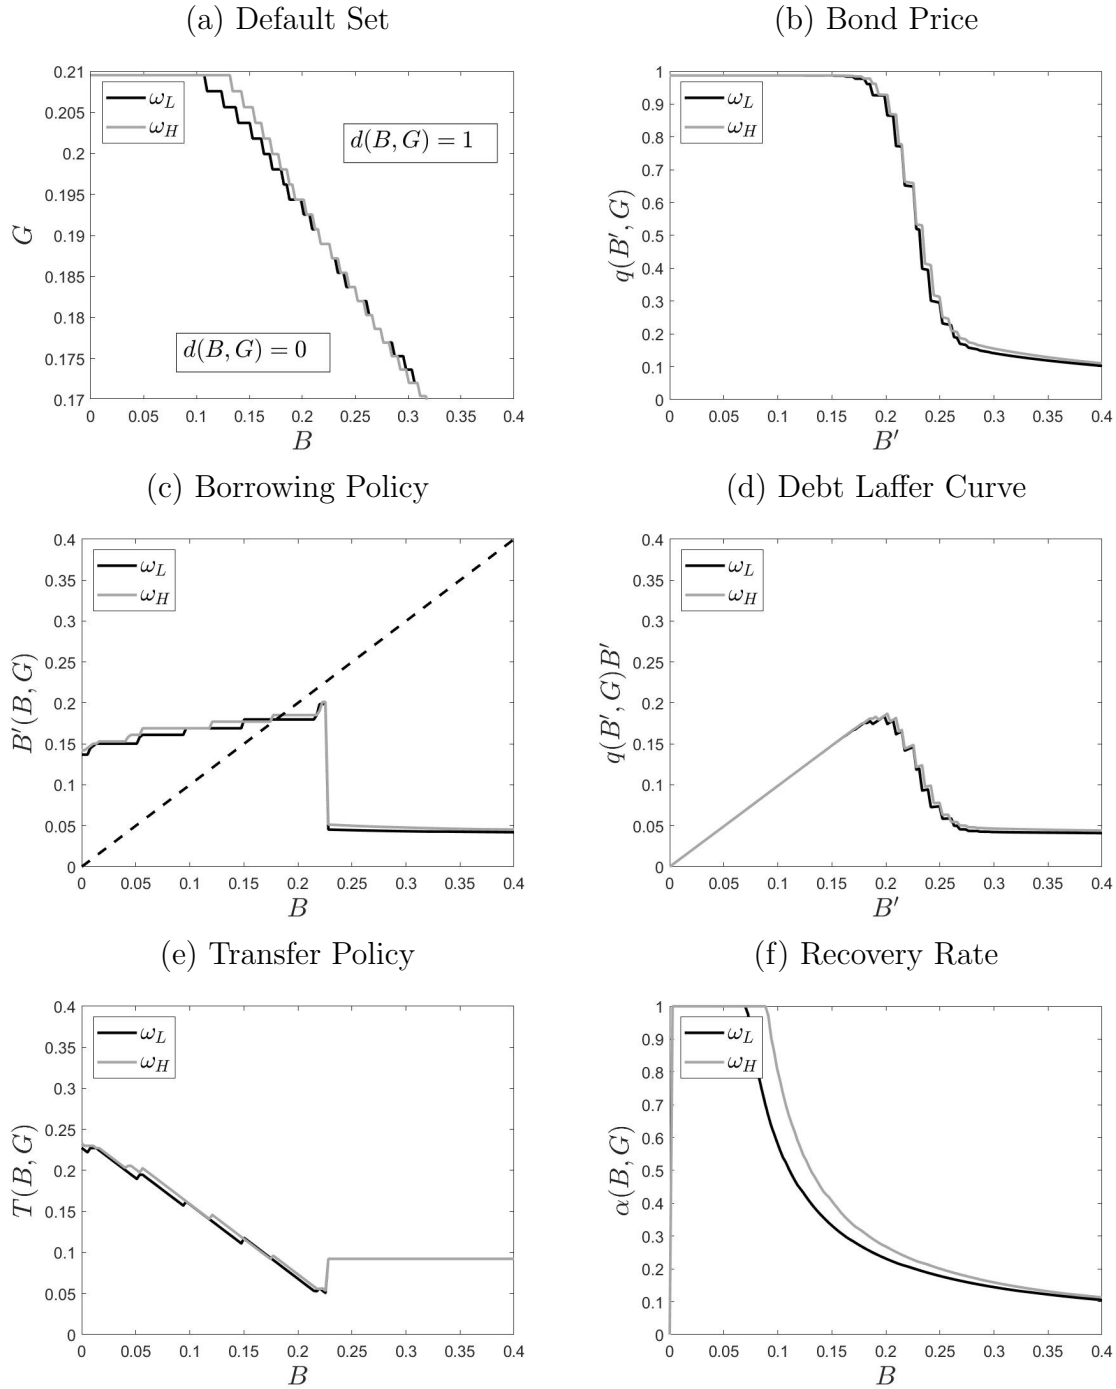 (a) Default Set
0.21
0.205
0.2
0.195
0.19
0.185
0.18
0.175
0.17
G
ω_L
ω_H
d(B, G) = 1
d(B, G) = 0
0 0.05 0.1 0.15 0.2 0.25 0.3 0.35 0.4
B
(b) Bond Price
1
0.9
0.8
0.7
0.6
0.5
0.4
0.3
0.2
0.1
0
q(B′, G)
ω_L
ω_H
0 0.05 0.1 0.15 0.2 0.25 0.3 0.35 0.4
B′
(c) Borrowing Policy
0.4
0.35
0.3
0.25
0.2
0.15
0.1
0.05
0
B′(B, G)
ω_L
ω_H
0 0.05 0.1 0.15 0.2 0.25 0.3 0.35 0.4
B
(d) Debt Laffer Curve
0.4
0.35
0.3
0.25
0.2
0.15
0.1
0.05
0
q(B′, G)B′
ω_L
ω_H
0 0.05 0.1 0.15 0.2 0.25 0.3 0.35 0.4
B′
(e) Transfer Policy
0.4
0.35
0.3
0.25
0.2
0.15
0.1
0.05
0
T(B, G)
ω_L
ω_H
0 0.05 0.1 0.15 0.2 0.25 0.3 0.35 0.4
B
(f) Recovery Rate
1
0.9
0.8
0.7
0.6
0.5
0.4
0.3
0.2
0.1
0
α(B, G)
ω_L
ω_H
0 0.05 0.1 0.15 0.2 0.25 0.3 0.35 0.4
B